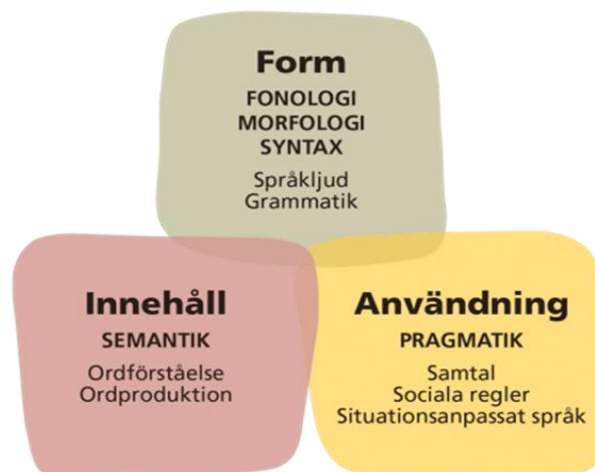 Form
FONOLOGI
MORFOLOGI
SYNTAX
Språkljud
Grammatik
Innehåll
SEMANTIK
Ordförståelse
Ordproduktion
Användning
PRAGMATIK
Samtal
Sociala regler
Situationsanpassat språk